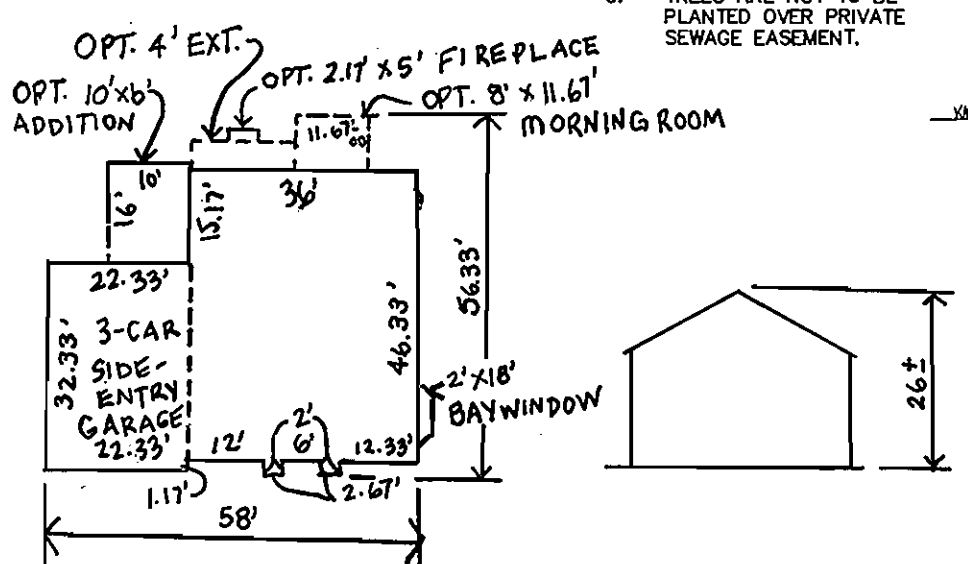 TREES ARE NOT TO BE
PLANTED OVER PRIVATE
SEWAGE EASEMENT.
OPT. 4' EXT.
OPT. 2.17' X 5' FIREPLACE
OPT. 10'x6'
ADDITION
OPT. 8' X 11.67'
MORNING ROOM
11.67'
10'
36'
16'
15.17'
22.33'
56.33'
46.33'
32.33'
3-CAR
SIDE-
ENTRY
GARAGE
22.33'
2' X18'
BAYWINDOW
26±
2'
12'
6'
12.33'
1.17'
2.67'
58'